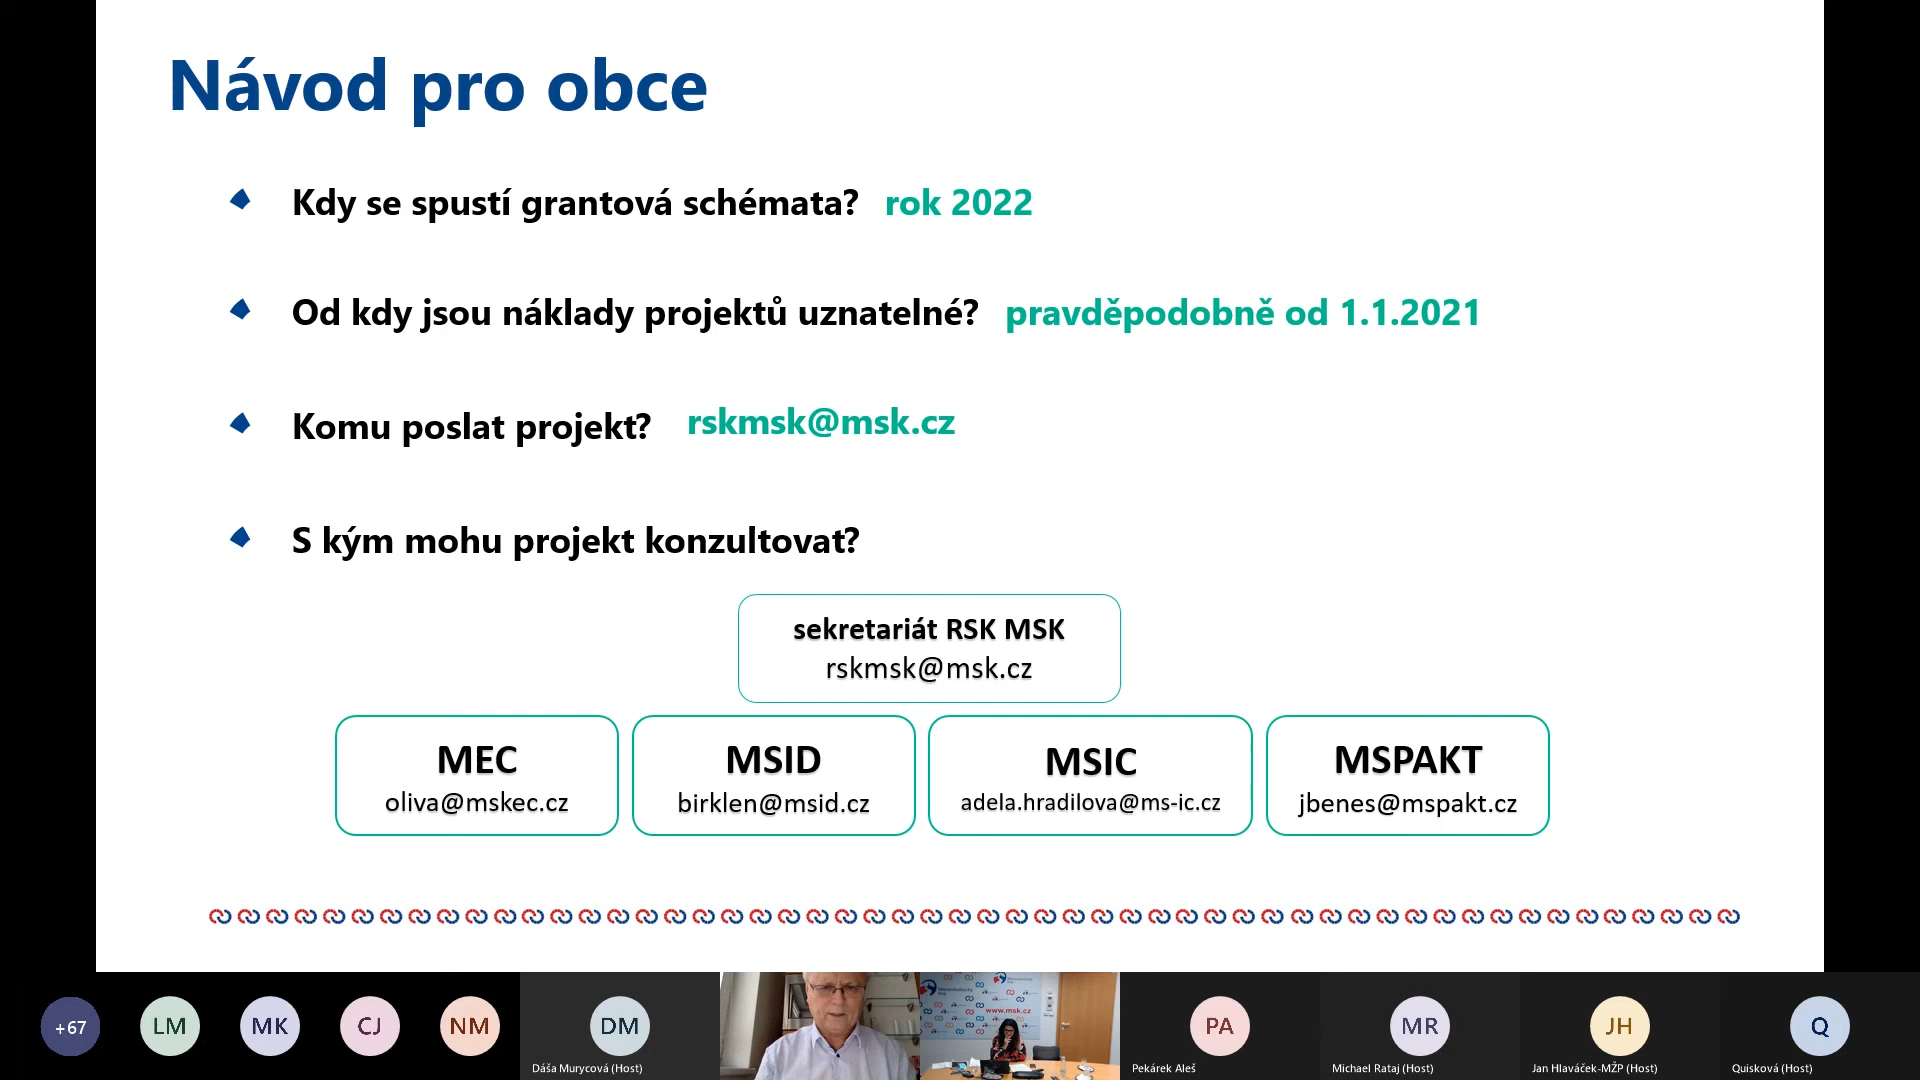 Návod pro obce
Kdy se spustí grantová schémata? rok 2022
Od kdy jsou náklady projektů uznatelné? pravděpodobně od 1.1.2021
Komu poslat projekt? rskmsk@msk.cz
S kým mohu projekt konzultovat?
sekretariát RSK MSK
rskmsk@msk.cz
MEC
oliva@mskec.cz
MSID
birklen@msid.cz
MSIC
adela.hradilova@ms-ic.cz
MSPAKT
jbenes@mspakt.cz
www.msk.cz
+67
LM
MK
CJ
NM
DM
Dáša Murycová (Host)
PA
Pekárek Aleš
MR
Michael Rataj (Host)
JH
Jan Hlaváček-MŽP (Host)
Q
Quisková (Host)